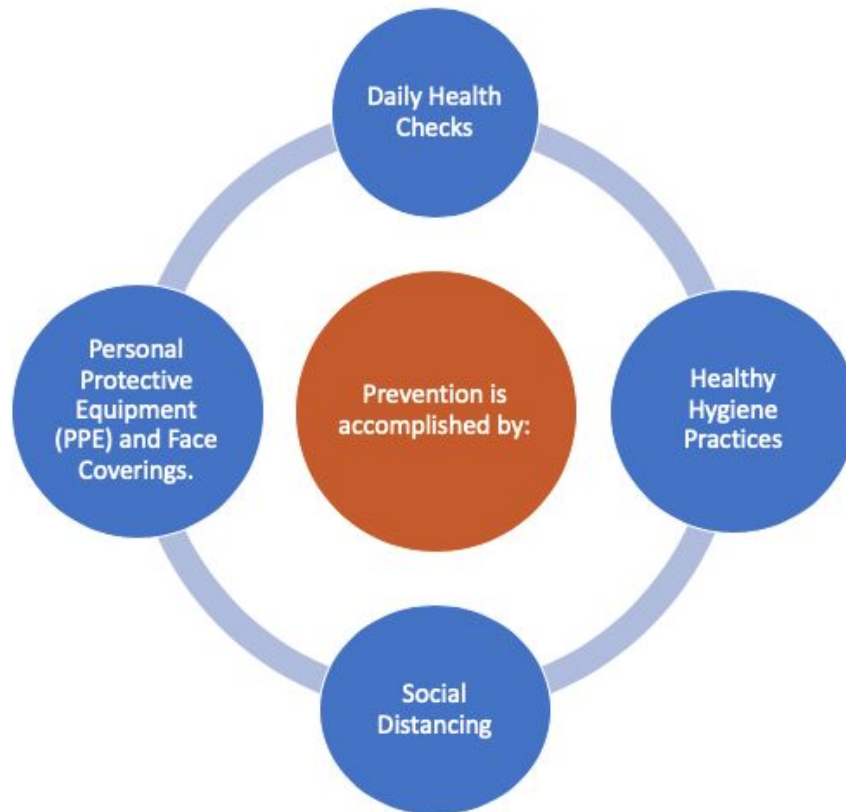 Daily Health
Checks
Personal
Protective
Equipment
(PPE) and Face
Coverings.
Prevention is
accomplished by:
Healthy
Hygiene
Practices
Social
Distancing